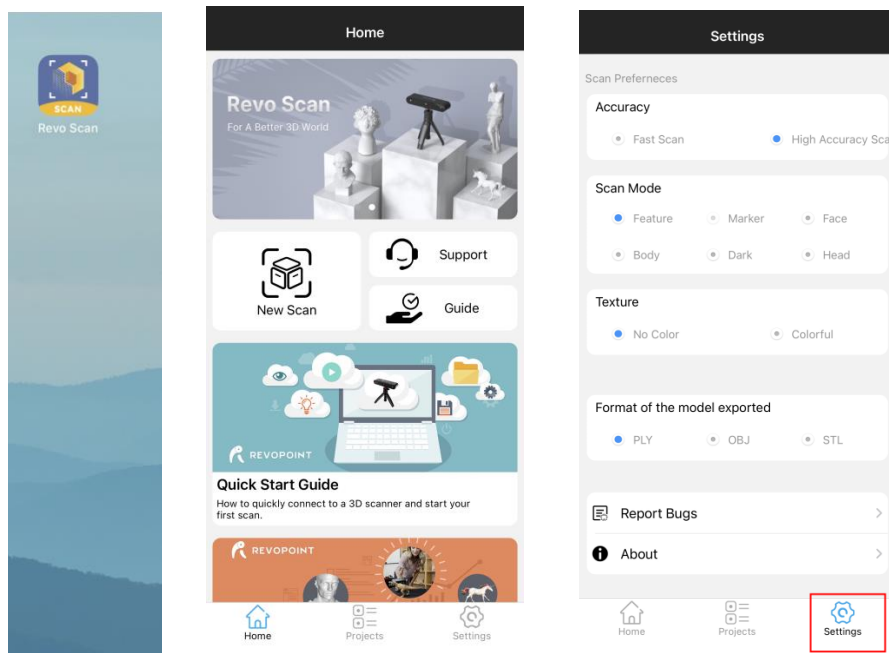 SCAN
Revo Scan
Home
Revo Scan
For A Better 3D World
New Scan
Support
Guide
REVOPOINT
Quick Start Guide
How to quickly connect to a 3D scanner and start your
first scan.
REVOPOINT
Home Projects Settings
Settings
Scan Preferneces
Accuracy
Fast Scan High Accuracy Sca
Scan Mode
Feature Marker Face
Body Dark Head
Texture
No Color Colorful
Format of the model exported
PLY OBJ STL
Report Bugs
About
Home Projects Settings